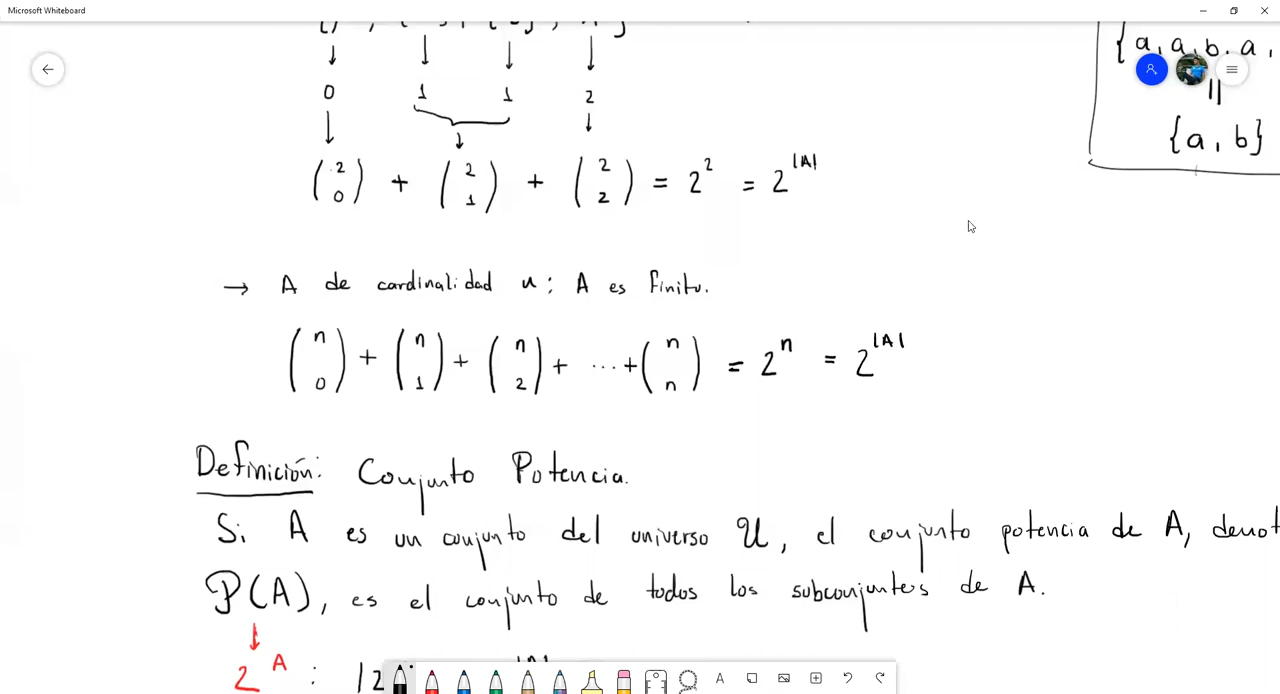 Microsoft Whiteboard
{a, a, b, a,
||
{a, b}
0 1 1 2
(2 0) + (2 1) + (2 2) = 2^2 = 2^|A|
→ A de cardinalidad n; A es finito.
(n 0) + (n 1) + (n 2) + ... + (n n) = 2^n = 2^|A|
Definición: Conjunto Potencia.
Si A es un conjunto del universo U, el conjunto potencia de A, denot
P(A), es el conjunto de todos los subconjuntos de A.
2^A : |2 |A|